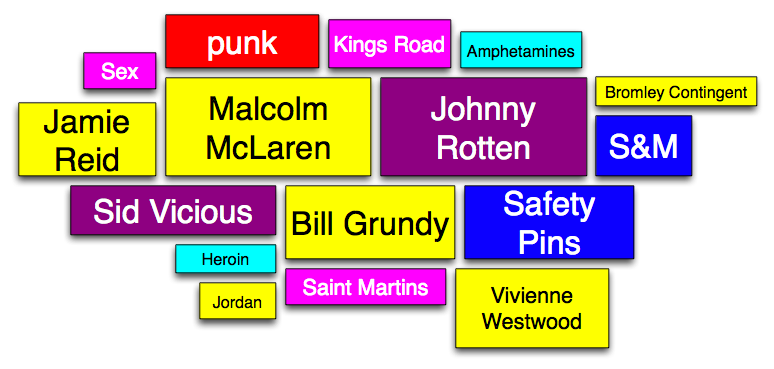 punk
Kings Road
Amphetamines
Sex
Jamie
Reid
Malcolm
McLaren
Johnny
Rotten
Bromley Contingent
S&M
Sid Vicious
Bill Grundy
Safety
Pins
Heroin
Jordan
Saint Martins
Vivienne
Westwood